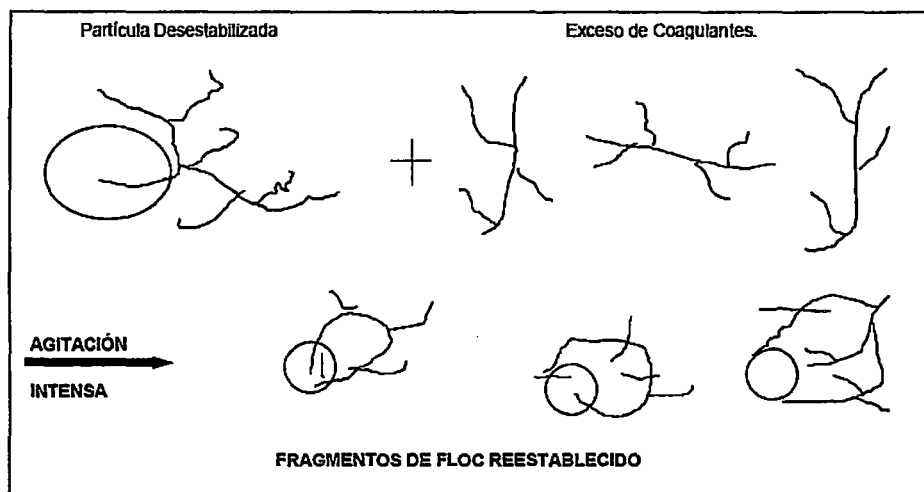 Partícula Desestabilizada
Exceso de Coagulantes.
AGITACIÓN
INTENSA
FRAGMENTOS DE FLOC REESTABLECIDO